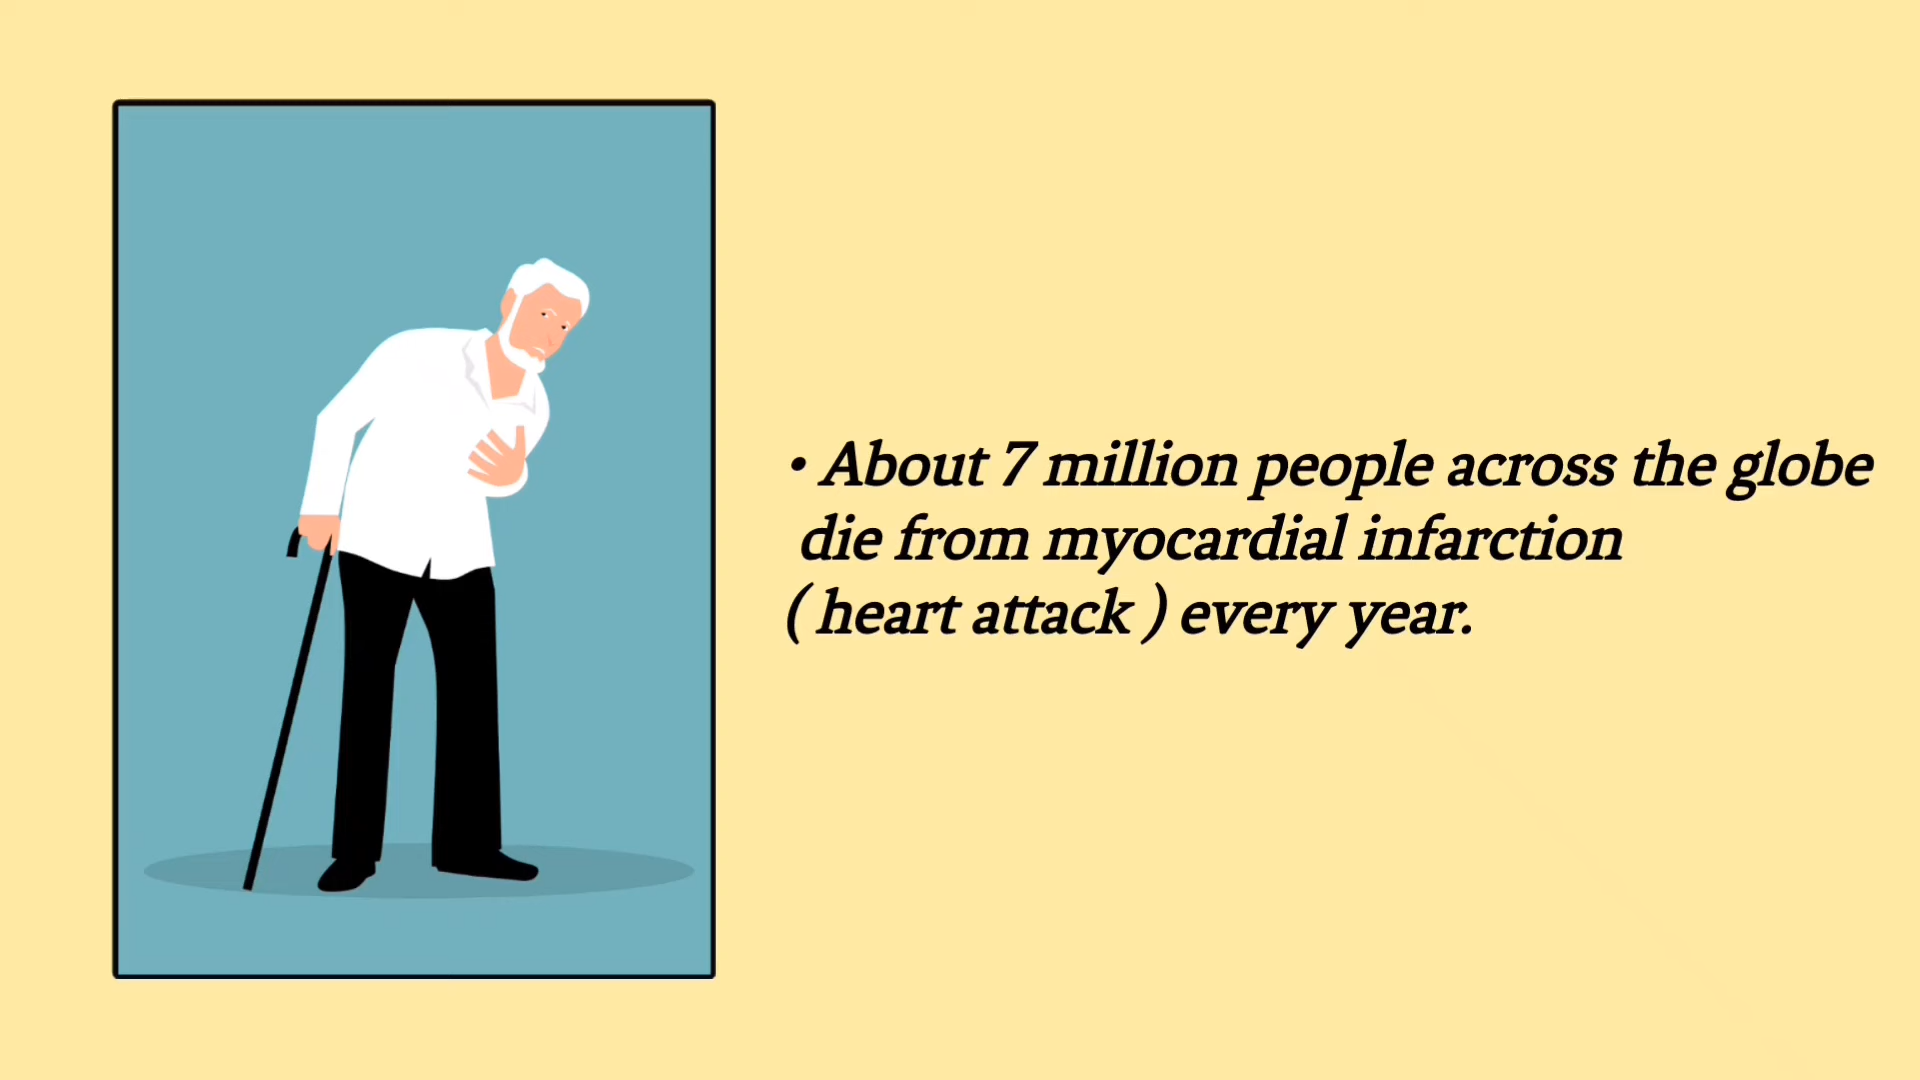 • About 7 million people across the globe
die from myocardial infarction
( heart attack ) every year.